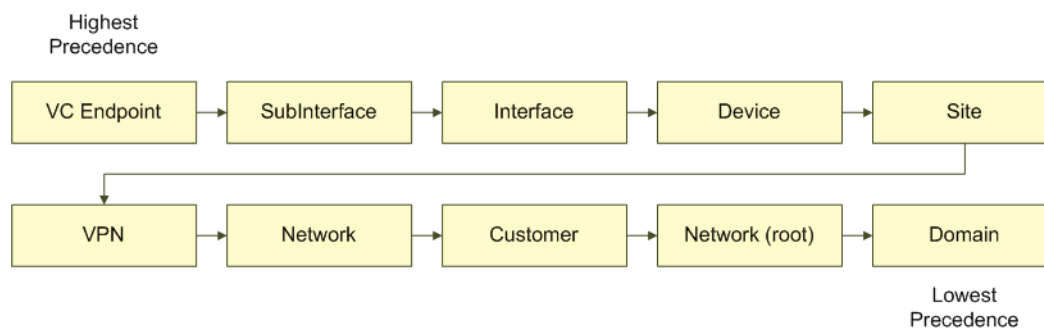 Highest
Precedence
VC Endpoint
SubInterface
Interface
Device
Site
VPN
Network
Customer
Network (root)
Domain
Lowest
Precedence